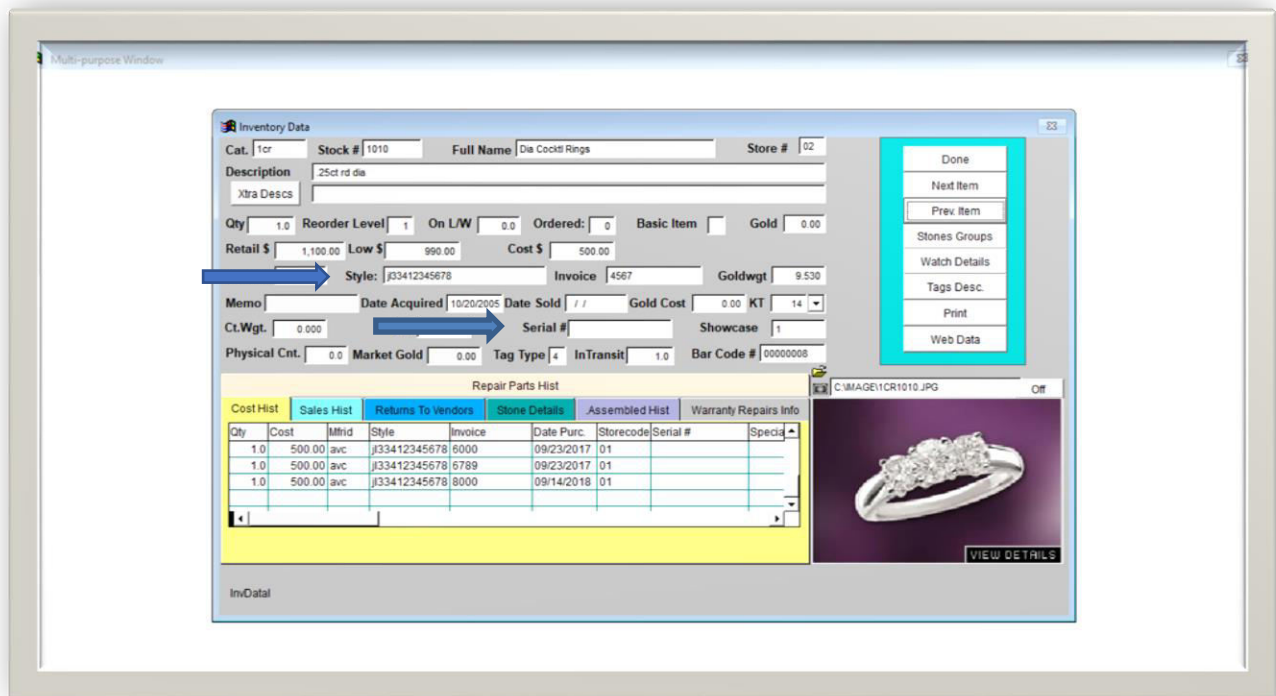 Multi-purpose Window
Inventory Data
Cat. 1cr Stock # 1010 Full Name Dia Cocktl Rings Store # 02
Description .25ct rd dia
Xtra Descs
Qty 1.0 Reorder Level 1 On L/W 0.0 Ordered: 0 Basic Item Gold 0.00
Retail $ 1,100.00 Low $ 990.00 Cost $ 500.00
Style: jl33412345678 Invoice 4567 Goldwgt 9.530
Memo Date Acquired 10/20/2005 Date Sold / / Gold Cost 0.00 KT 14
Ct.Wgt. 0.000 Serial # Showcase 1
Physical Cnt. 0.0 Market Gold 0.00 Tag Type 4 InTransit 1.0 Bar Code # 00000008
Done
Next Item
Prev. Item
Stones Groups
Watch Details
Tags Desc.
Print
Web Data
Repair Parts Hist
Cost Hist Sales Hist Returns To Vendors Stone Details .Assembled Hist Warranty Repairs Info
Qty Cost Mfrid Style Invoice Date Purc. Storecode Serial # Specia
1.0 500.00 avc jl33412345678 6000 09/23/2017 01
1.0 500.00 avc jl33412345678 6789 09/23/2017 01
1.0 500.00 avc jl33412345678 8000 09/14/2018 01
C:\IMAGE\1CR1010.JPG Off
VIEW DETAILS
InvDataI